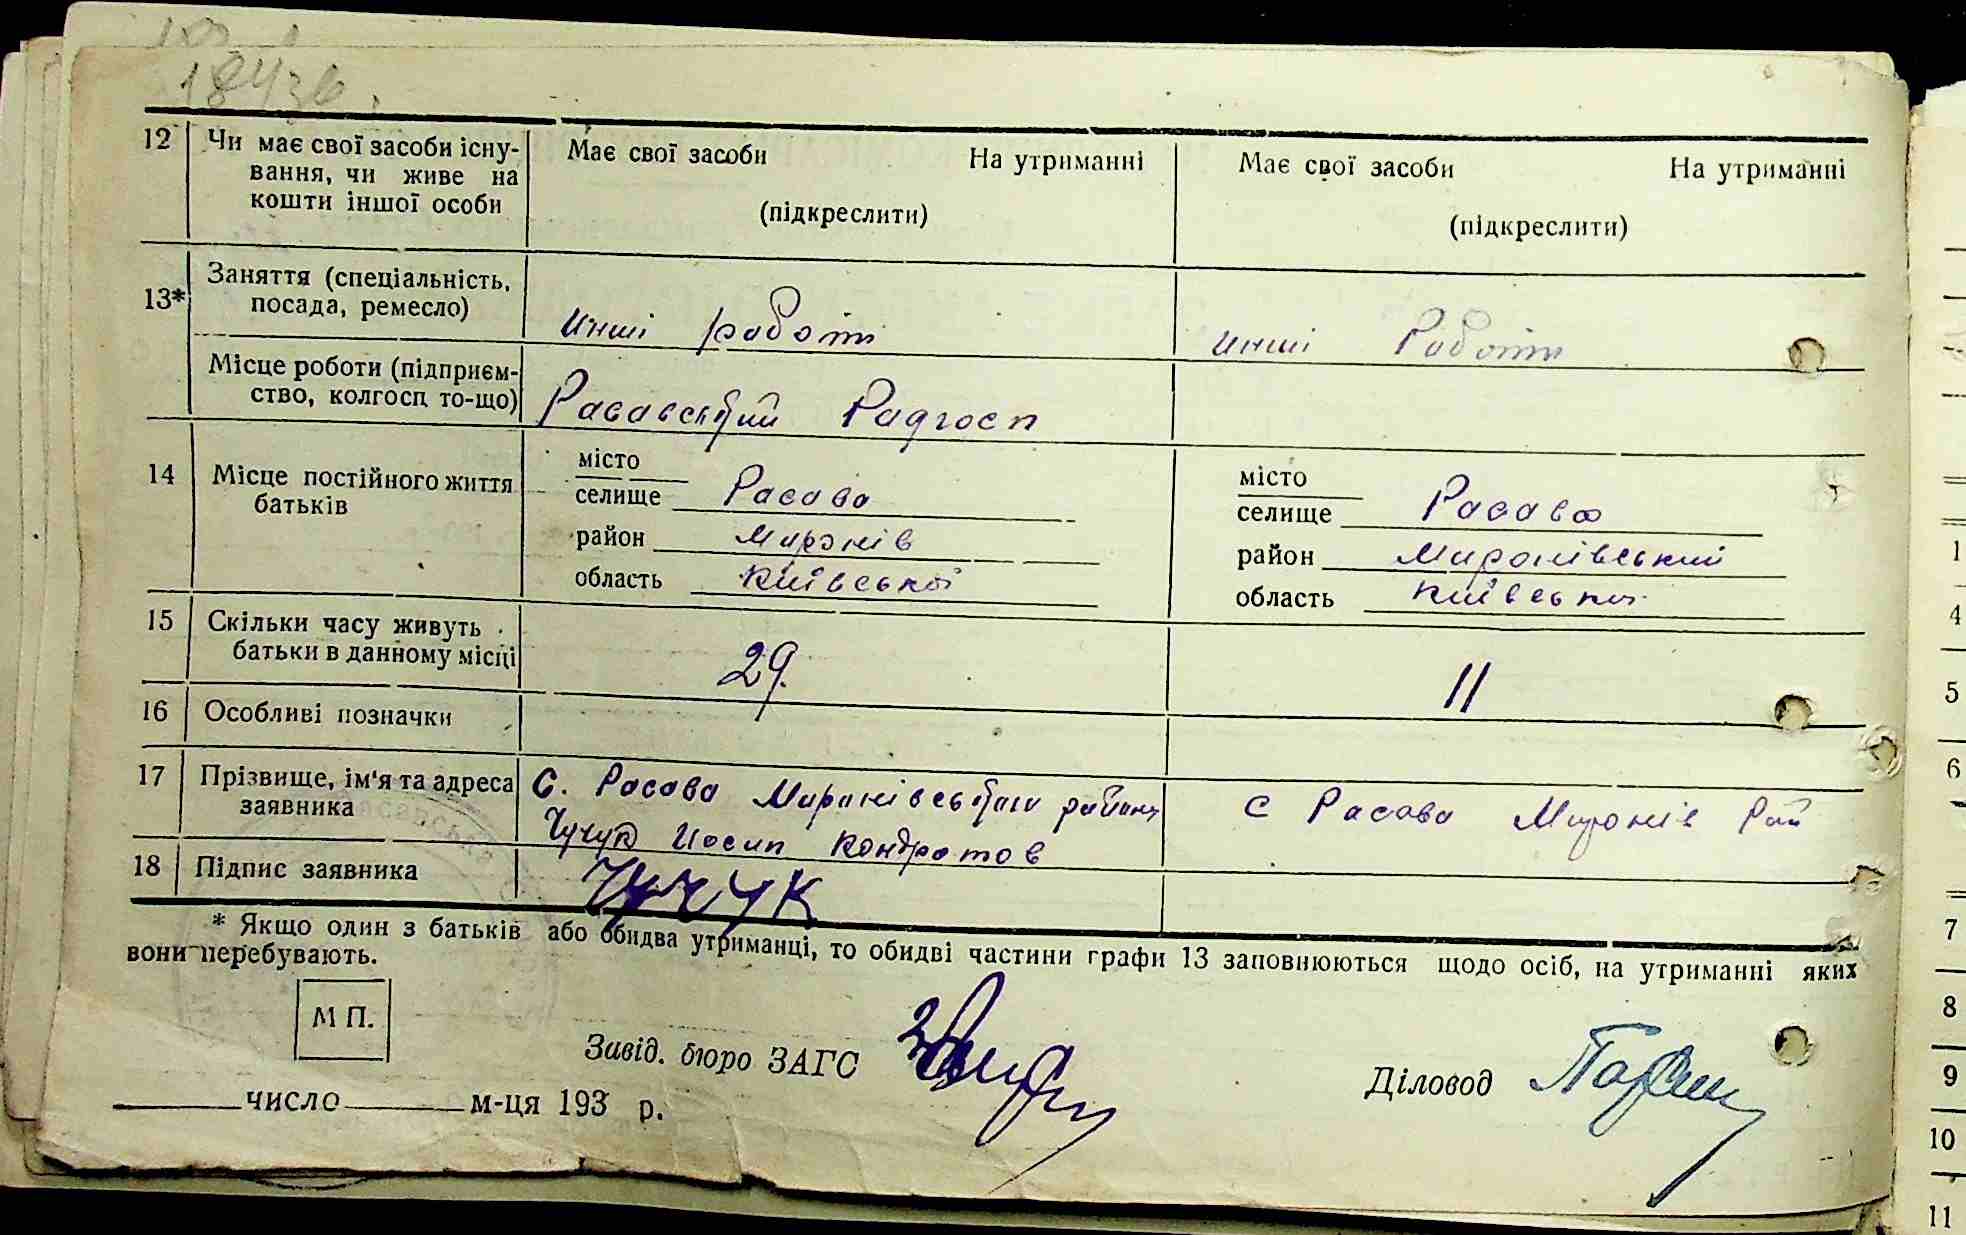 12 Чи має свої засоби існу-
вання, чи живе на
кошти іншої особи
Має свої засоби На утриманні
(підкреслити)
Має свої засоби На утриманні
(підкреслити)
13* Заняття (спеціальність,
посада, ремесло)
инші работи
инші Работи
Місце роботи (підприєм-
ство, колгосп то-що)
Расавський Радгосп
14 Місце постійного життя
батьків
місто
селище Расава
район Миронів
область Київської
місто
селище Расава
район Миронівський
область Київської
15 Скільки часу живуть
батьки в данному місці
29.
11
16 Особливі позначки
17 Прізвище, ім'я та адреса
заявника
С. Расава Миронівського района
Чучук Иосип Кондратов
с Расава Миронів Рай
18 Підпис заявника
Чучук
* Якщо один з батьків або обидва утриманці, то обидві частини графи 13 заповнюються щодо осіб, на утриманні яких
вони перебувають.
М П.
Завід. бюро ЗАГС
Діловод
число м-ця 193 р.
1
4
5
6
7
8
9
10
11